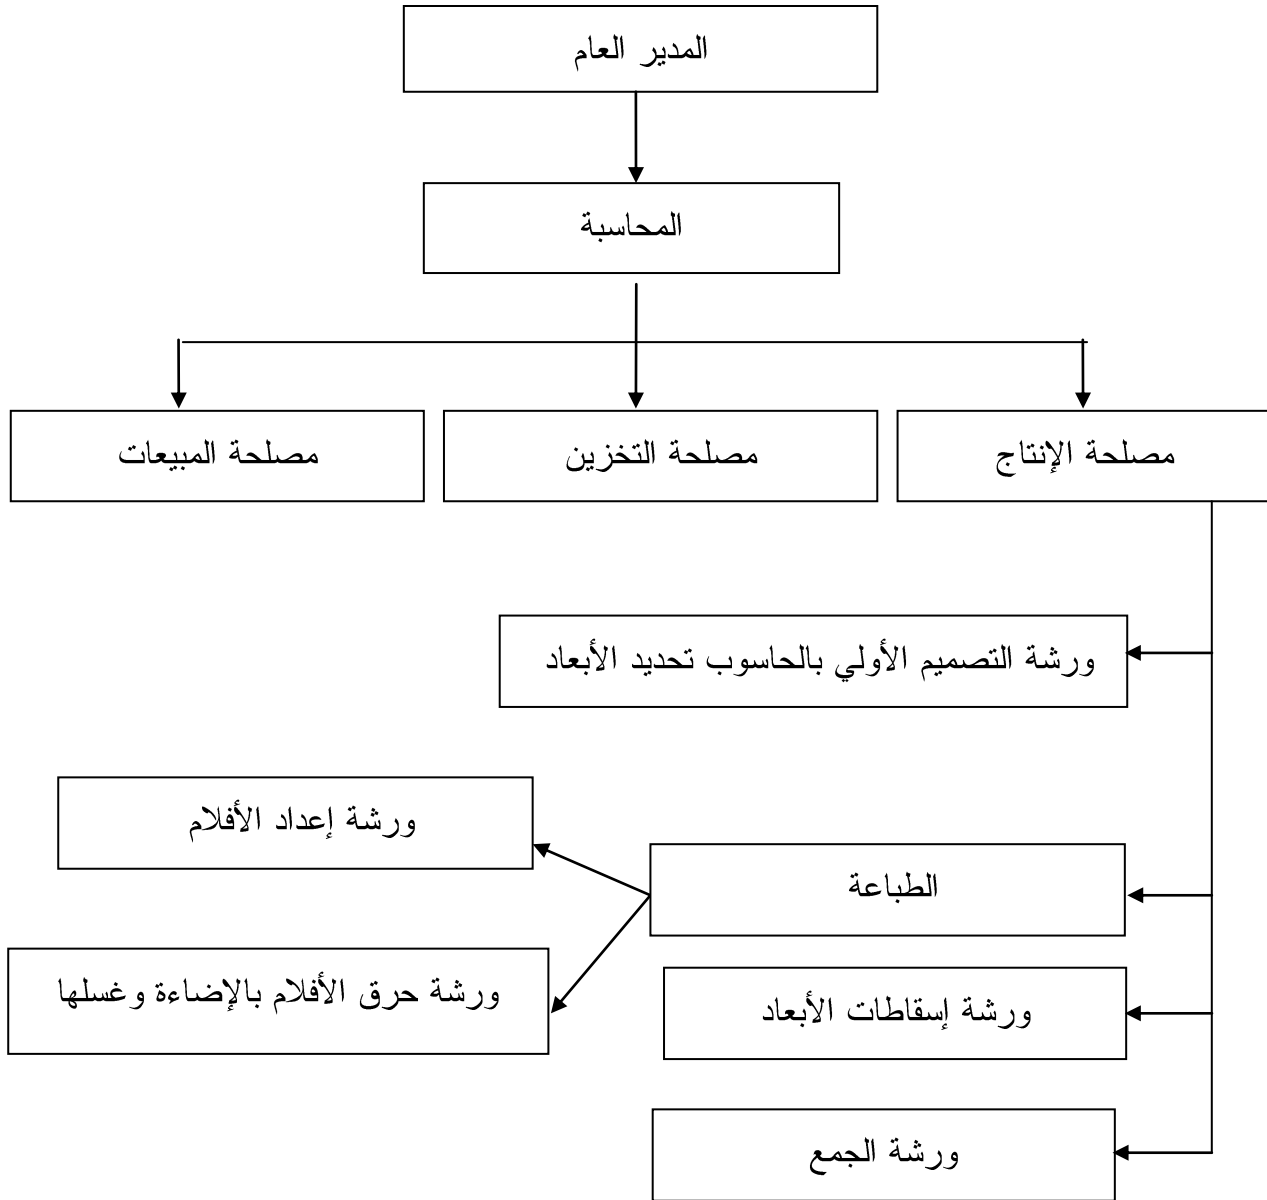 المدير العام
المحاسبة
مصلحة الإنتاج
مصلحة التخزين
مصلحة المبيعات
ورشة التصميم الأولي بالحاسوب تحديد الأبعاد
الطباعة
ورشة إعداد الأفلام
ورشة حرق الأفلام بالإضاءة وغسلها
ورشة إسقاطات الأبعاد
ورشة الجمع